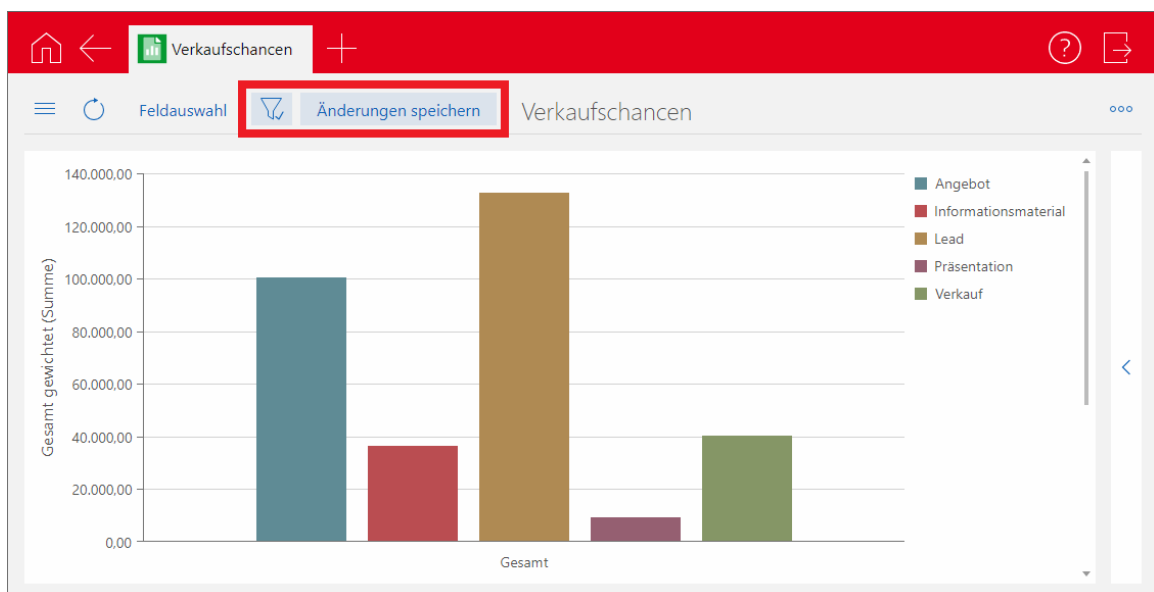 Verkaufschancen
Feldauswahl Änderungen speichern Verkaufschancen
Gesamt gewichtet (Summe)
140.000,00
120.000,00
100.000,00
80.000,00
60.000,00
40.000,00
20.000,00
0,00
Gesamt
Angebot
Informationsmaterial
Lead
Präsentation
Verkauf